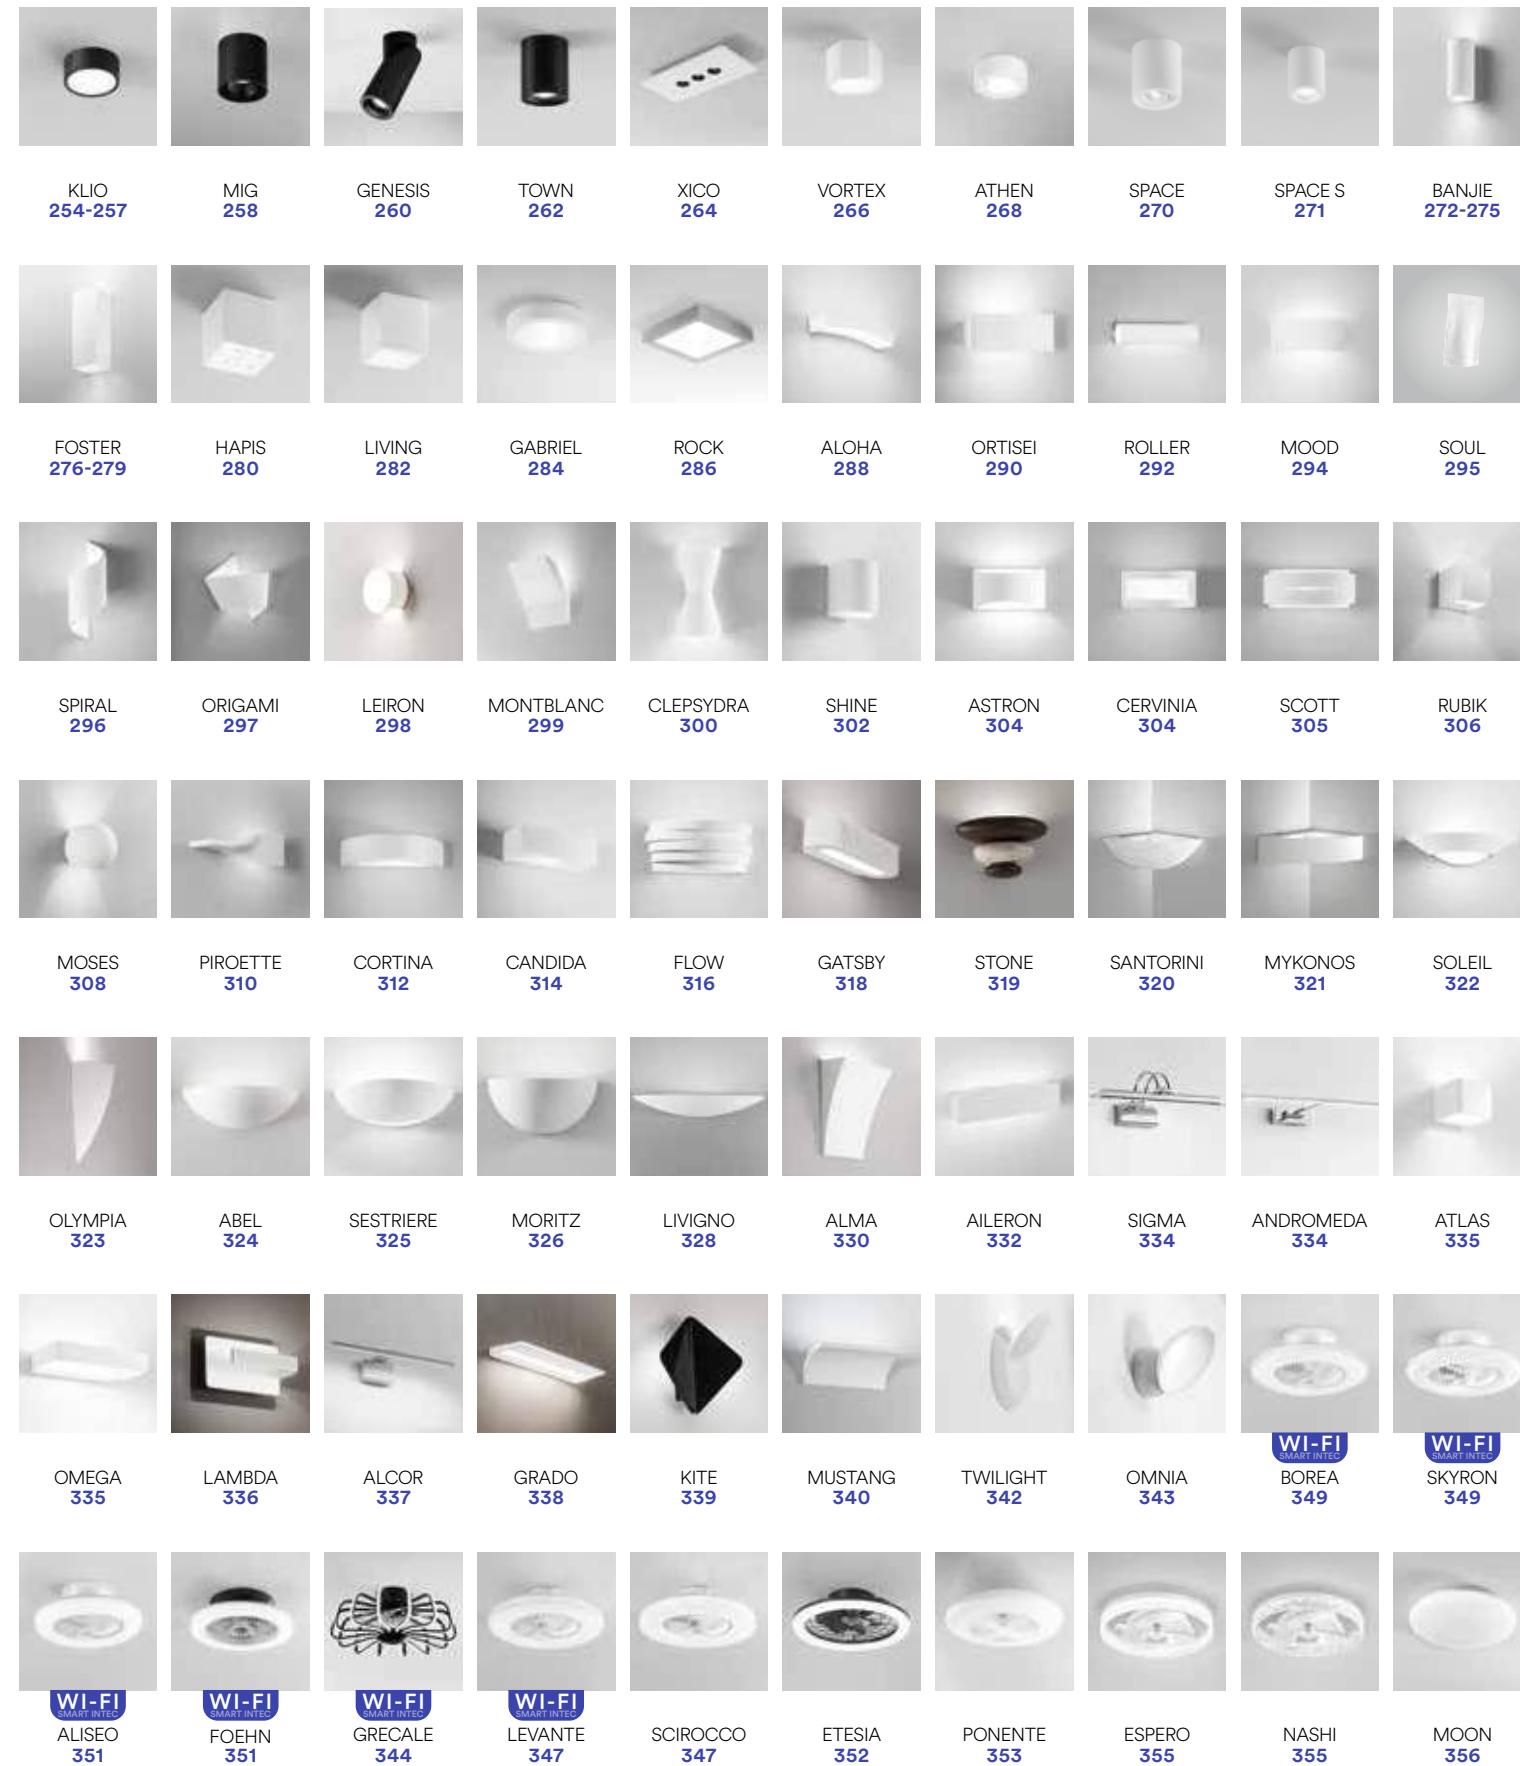 KLIO
254-257
MIG
258
GENESIS
260
TOWN
262
XICO
264
VORTEX
266
ATHEN
268
SPACE
270
SPACE S
271
BANJIE
272-275
FOSTER
276-279
HAPIS
280
LIVING
282
GABRIEL
284
ROCK
286
ALOHA
288
ORTISEI
290
ROLLER
292
MOOD
294
SOUL
295
SPIRAL
296
ORIGAMI
297
LEIRON
298
MONTBLANC
299
CLEPSYDRA
300
SHINE
302
ASTRON
304
CERVINIA
304
SCOTT
305
RUBIK
306
MOSES
308
PIROETTE
310
CORTINA
312
CANDIDA
314
FLOW
316
GATSBY
318
STONE
319
SANTORINI
320
MYKONOS
321
SOLEIL
322
OLYMPIA
323
ABEL
324
SESTRIERE
325
MORITZ
326
LIVIGNO
328
ALMA
330
AILERON
332
SIGMA
334
ANDROMEDA
334
ATLAS
335
OMEGA
335
LAMBDA
336
ALCOR
337
GRADO
338
KITE
339
MUSTANG
340
TWILIGHT
342
OMNIA
343
WI-FI
SMART INTEC
BOREA
349
WI-FI
SMART INTEC
SKYRON
349
WI-FI
SMART INTEC
ALISEO
351
WI-FI
SMART INTEC
FOEHN
351
WI-FI
SMART INTEC
GRECALE
344
WI-FI
SMART INTEC
LEVANTE
347
SCIROCCO
347
ETESIA
352
PONENTE
353
ESPERO
355
NASHI
355
MOON
356